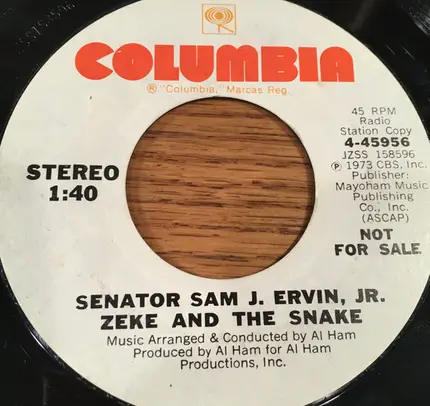 COLUMBIA
® "Columbia," Marcas Reg.
STEREO
1:40
45 RPM
Radio
Station Copy
4-45956
JZSS 158596
Ⓟ 1973 CBS, Inc.
Publisher:
Mayoham Music
Publishing
Co., Inc.
(ASCAP)
NOT
FOR SALE
SENATOR SAM J. ERVIN, JR.
ZEKE AND THE SNAKE
Music Arranged & Conducted by Al Ham
Produced by Al Ham for Al Ham
Productions, Inc.